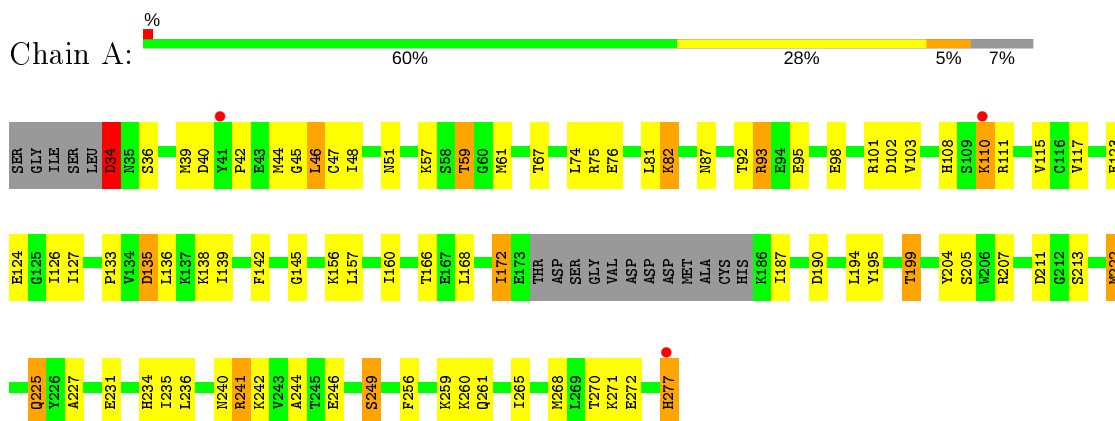 %
Chain A:
60% 28% 5% 7%
SER GLY ILE SER LEU D34 N35 S36 M39 D40 Y41 P42 E43 M44 G45 L46 C47 I48 N51 K57 S58 T59 G60 M61 T67 L74 R75 E76 L81 K82 N87 T92 R93 E94 E95 E98 R101 D102 V103 H108 S109 K110 R111 V115 C116 V117
E124 G125 I126 I127 P133 V134 D135 L136 K137 K138 I139 F142 G145 K156 L157 I160 T166 E167 L168 I172 E173 THR ASP SER GLY VAL ASP ASP ASP MET ALA CYS HIS K186 I187 D190 L194 Y195 T199 Y204 S205 W206 R207 D211 G212 S213
Q225 Y226 A227 E231 H234 I235 L236 N240 R241 K242 V243 A244 T245 E246 S249 F256 K259 K260 Q261 I265 M268 L269 T270 K271 E272 H277